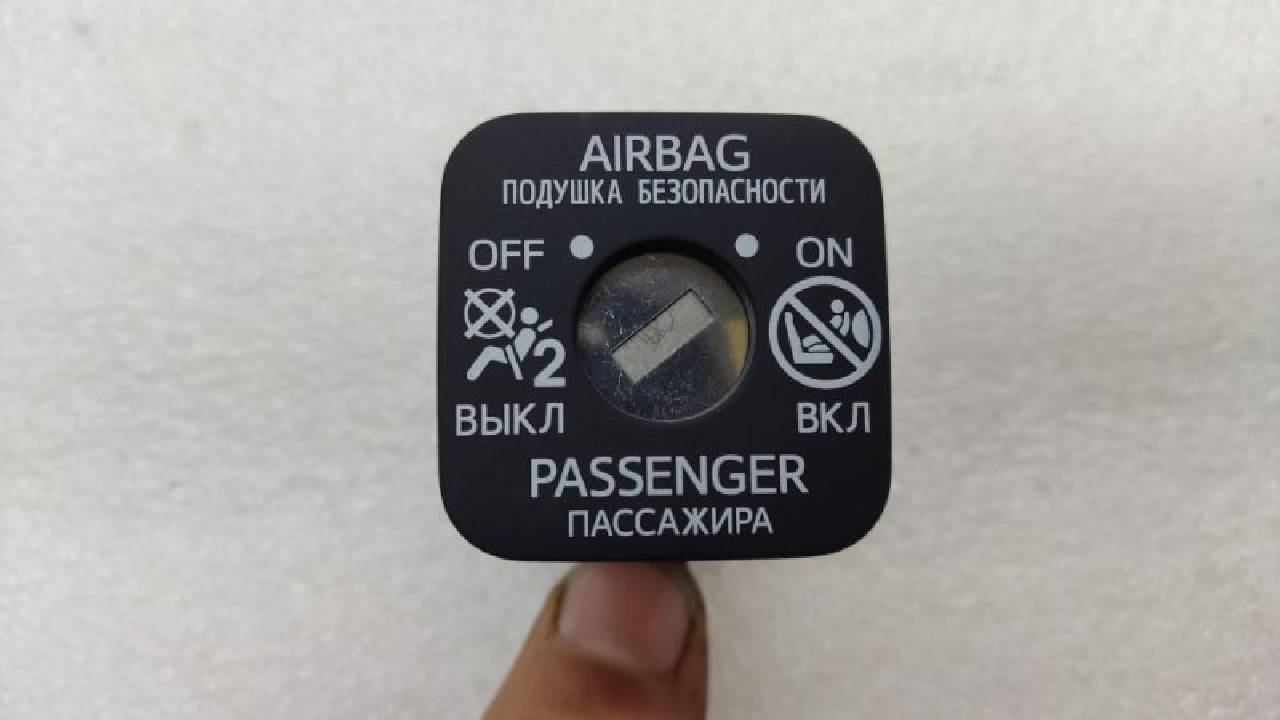 AIRBAG
ПОДУШКА БЕЗОПАСНОСТИ
OFF ON
2
ВЫКЛ ВКЛ
PASSENGER
ПАССАЖИРА